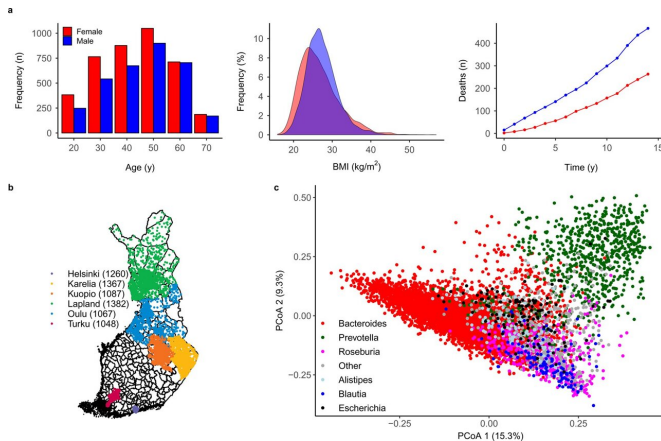 a
Frequency (n)
1000
750
500
250
0
Female
Male
20 30 40 50 60 70
Age (y)
Frequency (%)
10
8
6
4
2
0
20 30 40 50
BMI (kg/m²)
Deaths (n)
400
200
0
0 5 10 15
Time (y)
b
Helsinki (1260)
Karelia (1367)
Kuopio (1087)
Lapland (1382)
Oulu (1067)
Turku (1048)
c
PCoA 2 (9.3%)
0.50
0.25
0.00
−0.25
Bacteroides
Prevotella
Roseburia
Other
Alistipes
Blautia
Escherichia
−0.25 0.00 0.25
PCoA 1 (15.3%)